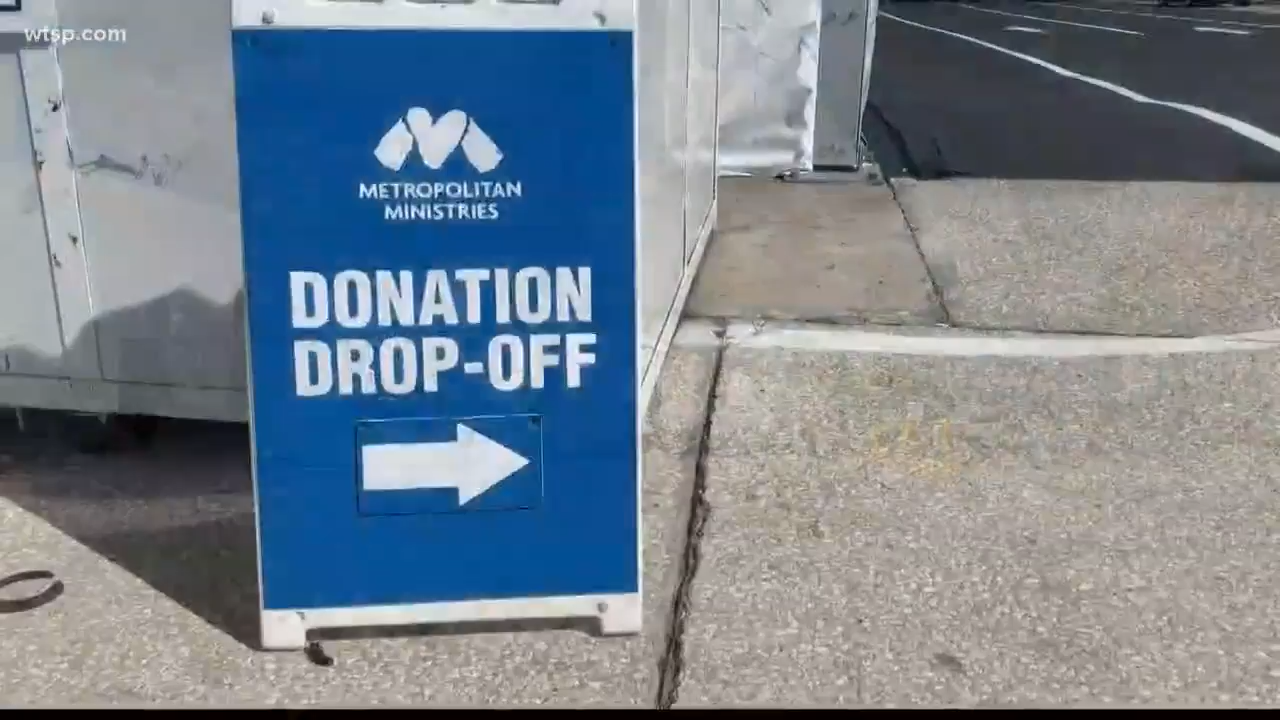 wtsp.com
METROPOLITAN
MINISTRIES
DONATION
DROP-OFF